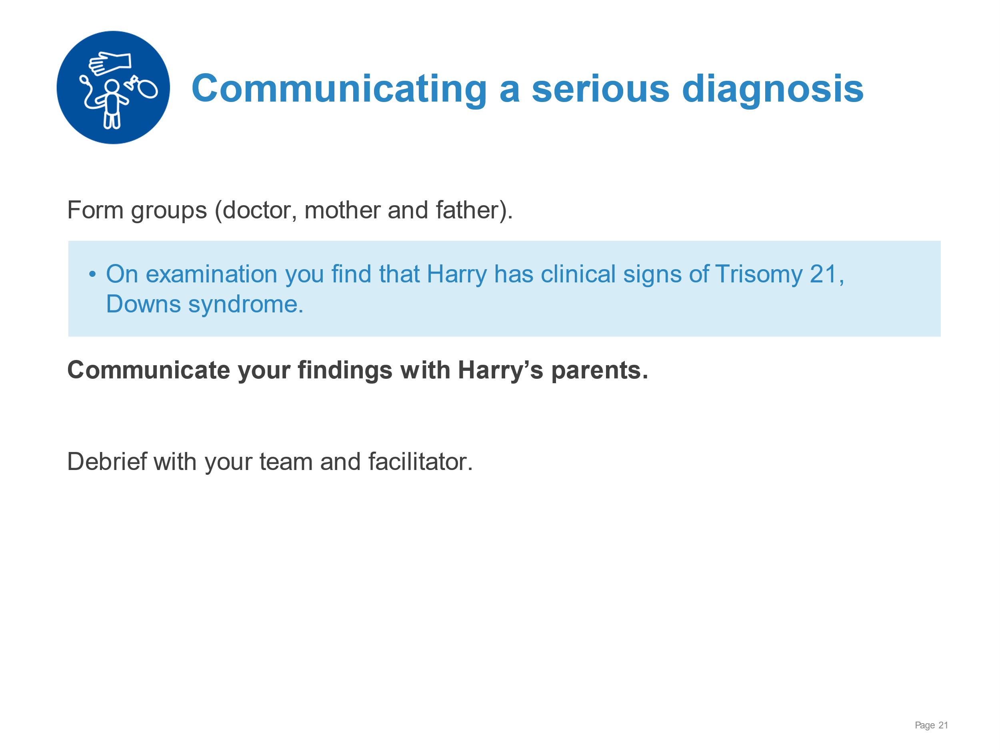 Communicating a serious diagnosis
Form groups (doctor, mother and father).
• On examination you find that Harry has clinical signs of Trisomy 21,
Downs syndrome.
Communicate your findings with Harry’s parents.
Debrief with your team and facilitator.
Page 21